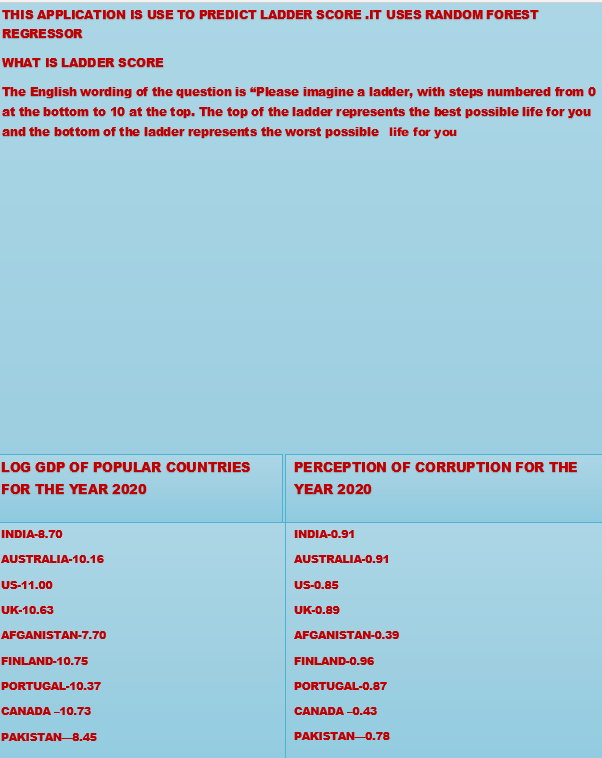 THIS APPLICATION IS USE TO PREDICT LADDER SCORE .IT USES RANDOM FOREST
REGRESSOR
WHAT IS LADDER SCORE
The English wording of the question is “Please imagine a ladder, with steps numbered from 0
at the bottom to 10 at the top. The top of the ladder represents the best possible life for you
and the bottom of the ladder represents the worst possible life for you
LOG GDP OF POPULAR COUNTRIES
FOR THE YEAR 2020
INDIA-8.70
AUSTRALIA-10.16
US-11.00
UK-10.63
AFGANISTAN-7.70
FINLAND-10.75
PORTUGAL-10.37
CANADA –10.73
PAKISTAN—8.45
PERCEPTION OF CORRUPTION FOR THE
YEAR 2020
INDIA-0.91
AUSTRALIA-0.91
US-0.85
UK-0.89
AFGANISTAN-0.39
FINLAND-0.96
PORTUGAL-0.87
CANADA –0.43
PAKISTAN—0.78